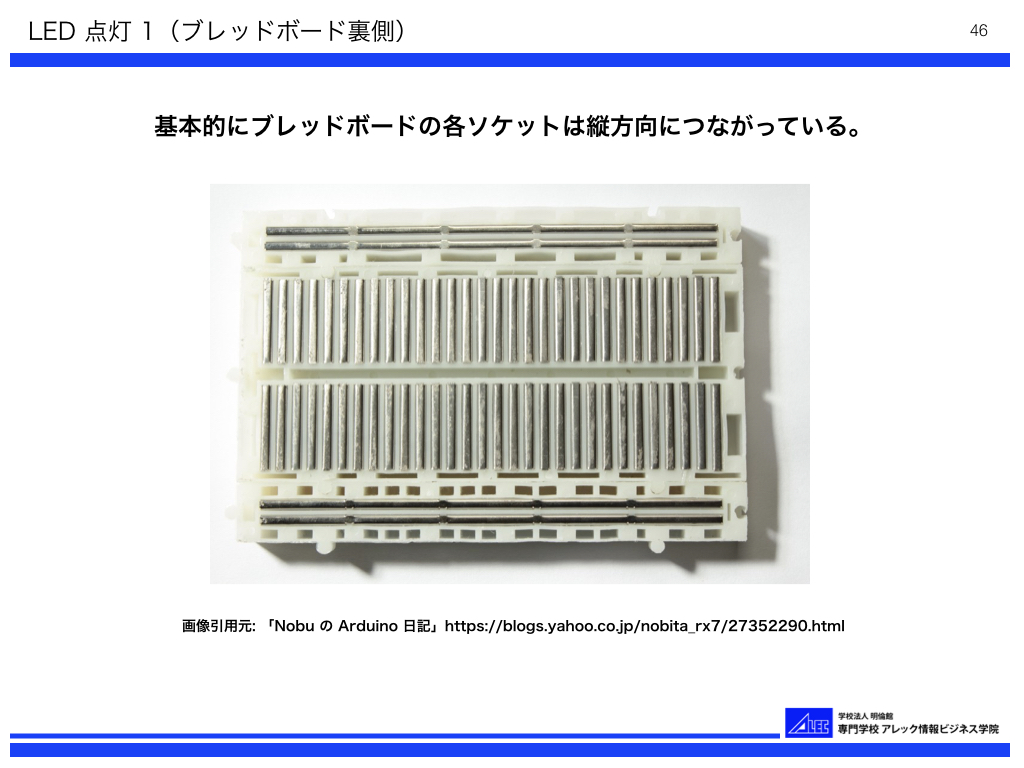 LED 点灯 1（ブレッドボード裏側）
46
基本的にブレッドボードの各ソケットは縦方向につながっている。
画像引用元: 「Nobu の Arduino 日記」https://blogs.yahoo.co.jp/nobita_rx7/27352290.html
ALEC
学校法人 明倫館
専門学校 アレック情報ビジネス学院